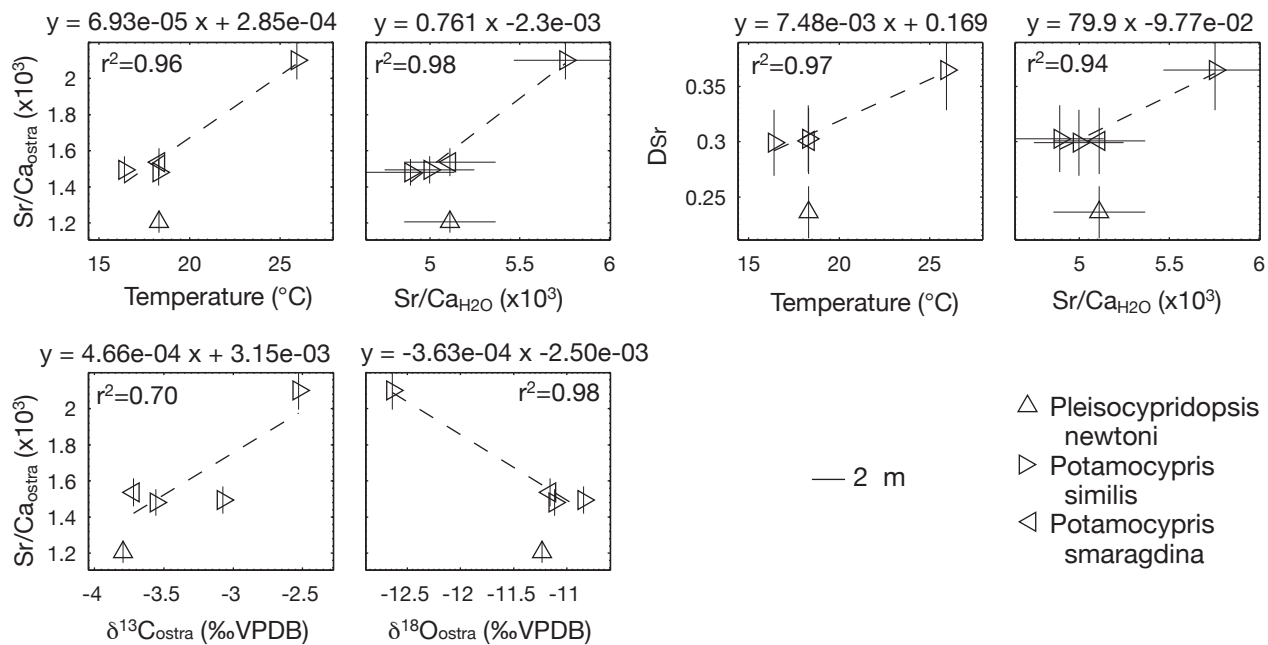 y = 6.93e-05 x + 2.85e-04
y = 0.761 x -2.3e-03
y = 7.48e-03 x + 0.169
y = 79.9 x -9.77e-02
r²=0.96
r²=0.98
r²=0.97
r²=0.94
Sr/Caostra (x10³)
2
1.8
1.6
1.4
1.2
DSr
0.35
0.3
0.25
15 20 25
5 5.5 6
15 20 25
5 5.5 6
Temperature (°C)
Sr/CaH2O (x10³)
Temperature (°C)
Sr/CaH2O (x10³)
y = 4.66e-04 x + 3.15e-03
y = -3.63e-04 x -2.50e-03
r²=0.70
r²=0.98
Sr/Caostra (x10³)
2
1.8
1.6
1.4
1.2
-4 -3.5 -3 -2.5
-12.5 -12 -11.5 -11
δ¹³Costra (‰VPDB)
δ¹⁸Oostra (‰VPDB)
2 m
Pleisocypridopsis
newtoni
Potamocypris
similis
Potamocypris
smaragdina